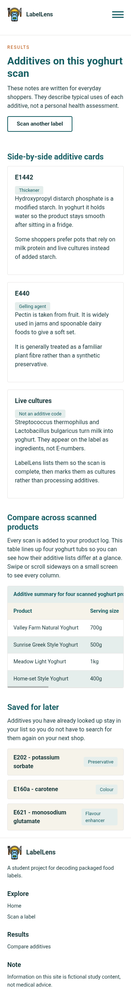 LabelLens
RESULTS
Additives on this yoghurt
scan
These notes are written for everyday
shoppers. They describe typical uses of each
additive, not a personal health assessment.
Scan another label
Side-by-side additive cards
E1442
Thickener
Hydroxypropyl distarch phosphate is a
modified starch. In yoghurt it holds
water so the product stays smooth
after sitting in a fridge.
Some shoppers prefer pots that rely on
milk protein and live cultures instead
of added starch.
E440
Gelling agent
Pectin is taken from fruit. It is widely
used in jams and spoonable dairy
foods to give a soft set.
It is generally treated as a familiar
plant fibre rather than a synthetic
preservative.
Live cultures
Not an additive code
Streptococcus thermophilus and
Lactobacillus bulgaricus turn milk into
yoghurt. They appear on the label as
ingredients, not E-numbers.
LabelLens lists them so the scan is
complete, then marks them as cultures
rather than processing additives.
Compare across scanned
products
Every scan is added to your product log. This
table lines up four yoghurt tubs so you can
see how their additive lists differ at a glance.
Swipe or scroll sideways on a small screen
to see every column.
Additive summary for four scanned yoghurt
Product Serving size
Valley Farm Natural Yoghurt 700g
Sunrise Greek Style Yoghurt 500g
Meadow Light Yoghurt 1kg
Home-set Style Yoghurt 400g
Saved for later
Additives you have already looked up stay in
your list so you do not have to search for
them again on your next shop.
E202 - potassium
sorbate
Preservative
E160a - carotene
Colour
E621 - monosodium
glutamate
Flavour
enhancer
LabelLens
A student project for decoding packaged food
labels.
Explore
Home
Scan a label
Results
Compare additives
Note
Information on this site is fictional study content,
not medical advice.